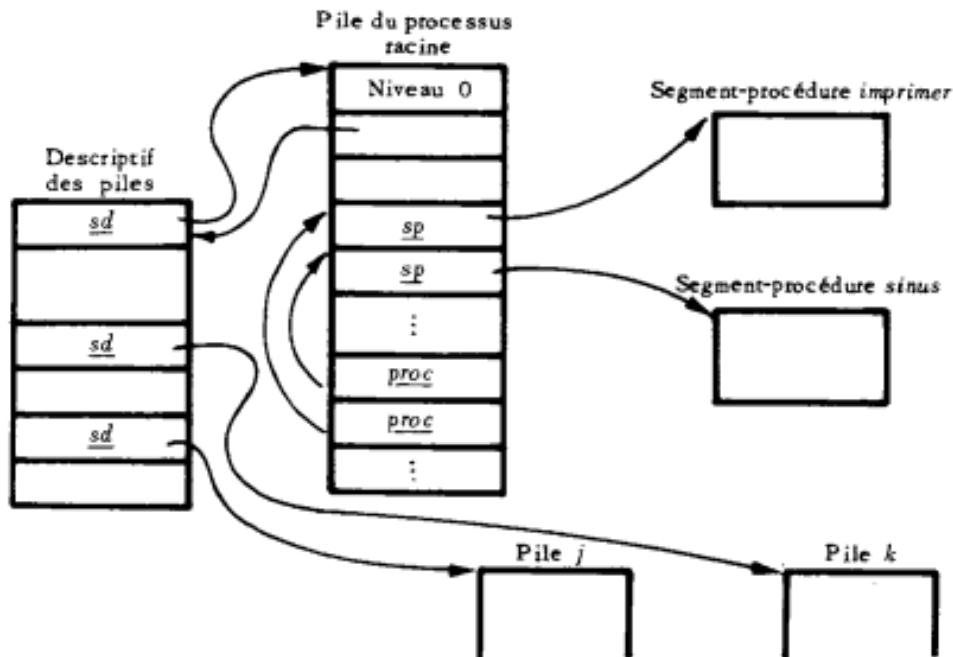 Pile du processus
racine
Niveau 0
Segment-procédure imprimer
Descriptif
des piles
sd
sp
sp
Segment-procédure sinus
⋮
sd
proc
proc
sd
⋮
Pile j
Pile k